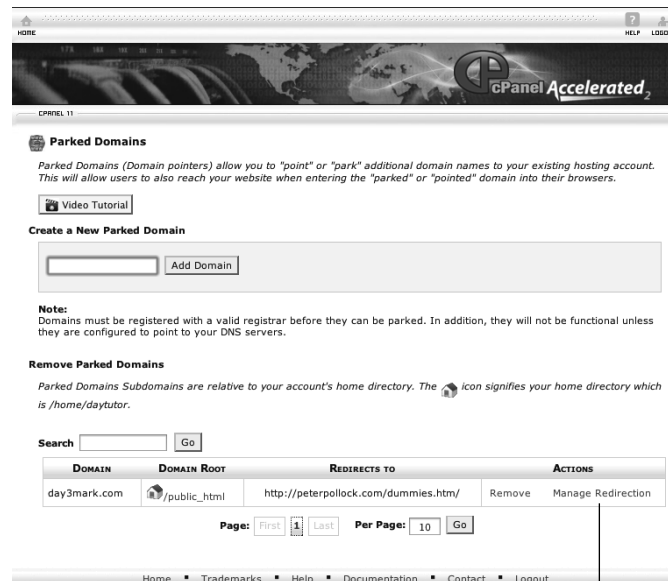 HOME
HELP
LOGO
cPanel Accelerated 2
CPANEL 11
Parked Domains
Parked Domains (Domain pointers) allow you to "point" or "park" additional domain names to your existing hosting account.
This will allow users to also reach your website when entering the "parked" or "pointed" domain into their browsers.
Video Tutorial
Create a New Parked Domain
Add Domain
Note:
Domains must be registered with a valid registrar before they can be parked. In addition, they will not be functional unless
they are configured to point to your DNS servers.
Remove Parked Domains
Parked Domains Subdomains are relative to your account's home directory. The icon signifies your home directory which
is /home/daytutor.
Search Go
DOMAIN DOMAIN ROOT REDIRECTS TO ACTIONS
day3mark.com /public_html http://peterpollock.com/dummies.htm/ Remove Manage Redirection
Page: First 1 Last Per Page: 10 Go
Home ▪ Trademarks ▪ Help ▪ Documentation ▪ Contact ▪ Logout